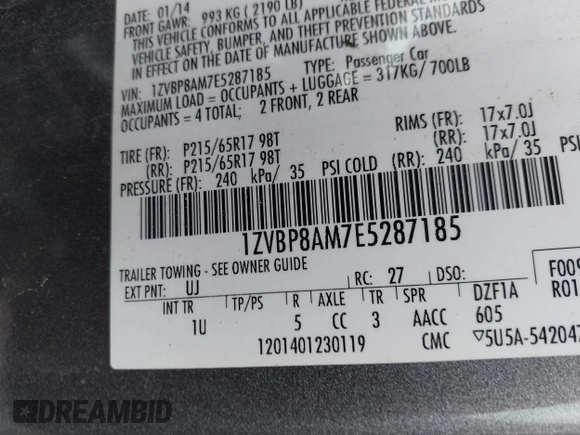 DATE: 01/14
FRONT GAWR: 993 KG ( 2190 LB)
THIS VEHICLE CONFORMS TO ALL APPLICABLE FEDERAL
VEHICLE SAFETY, BUMPER, AND THEFT PREVENTION STANDARDS
IN EFFECT ON THE DATE OF MANUFACTURE SHOWN ABOVE.
VIN: 1ZVBP8AM7E5287185 TYPE: Passenger Car
MAXIMUM LOAD = OCCUPANTS + LUGGAGE = 317KG/ 700LB
OCCUPANTS = 4 TOTAL; 2 FRONT, 2 REAR
TIRE (FR): P215/65R17 98T RIMS (FR): 17x7.0J
(RR): P215/65R17 98T (RR): 17x7.0J
PRESSURE (FR): 240 kPa/ 35 PSI COLD (RR): 240 kPa/ 35 PSI
1ZVBP8AM7E5287185
TRAILER TOWING - SEE OWNER GUIDE
EXT PNT: UJ RC: 27 DSO: F009
INT TR TP/PS R AXLE TR SPR DZF1A R01
1U 5 CC 3 AACC 605
1201401230119 CMC ▽5U5A-54204
DREAMBID